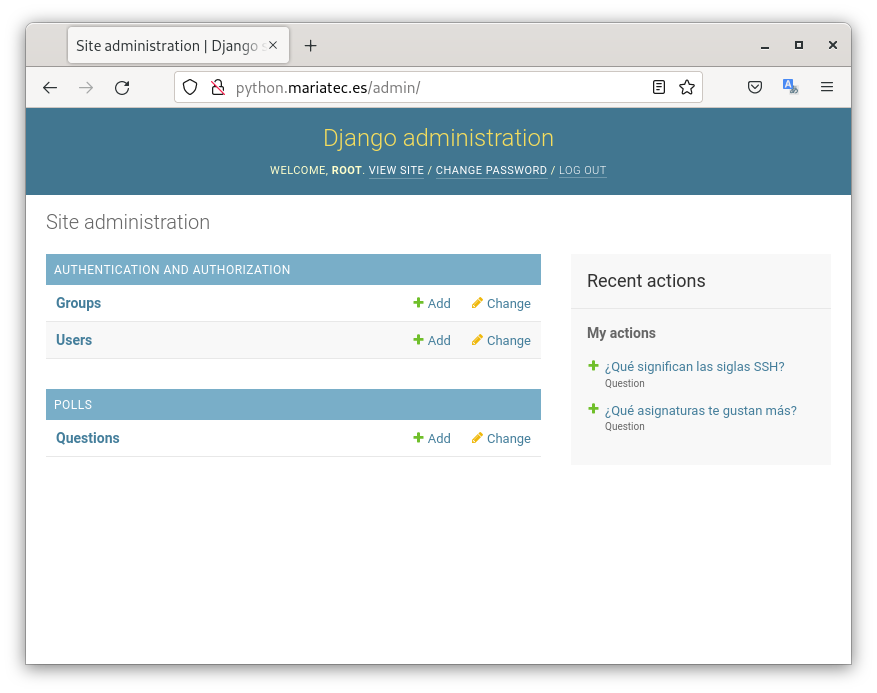 Site administration | Django s
python.mariatec.es/admin/
Django administration
WELCOME, ROOT. VIEW SITE / CHANGE PASSWORD / LOG OUT
Site administration
AUTHENTICATION AND AUTHORIZATION
Groups Add Change
Users Add Change
POLLS
Questions Add Change
Recent actions
My actions
¿Qué significan las siglas SSH?
Question
¿Qué asignaturas te gustan más?
Question